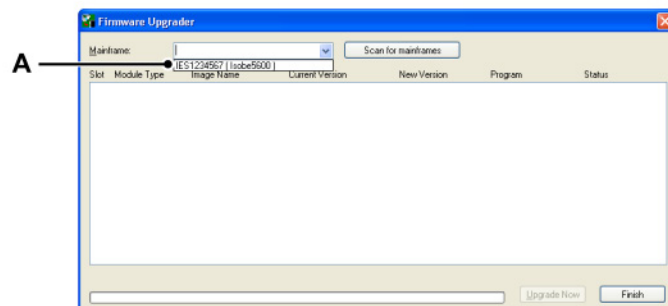 Firmware Upgrader
Mainframe:
Scan for mainframes
A
IES1234567 | Isobe5600 |
Slot Module Type Image Name Current Version New Version Program Status
Upgrade Now Finish